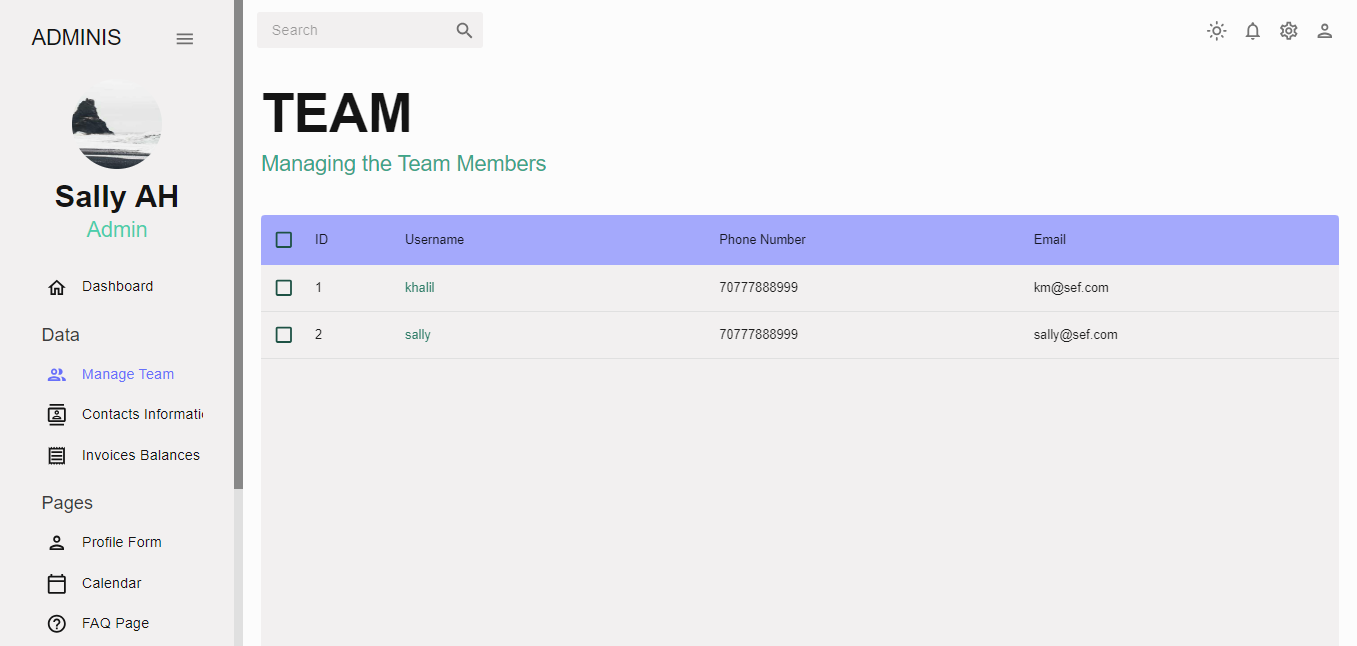 ADMINIS
Search
Sally AH
Admin
Dashboard
Data
Manage Team
Contacts Informati
Invoices Balances
Pages
Profile Form
Calendar
FAQ Page
TEAM
Managing the Team Members
ID Username Phone Number Email
1 khalil 70777888999 km@sef.com
2 sally 70777888999 sally@sef.com